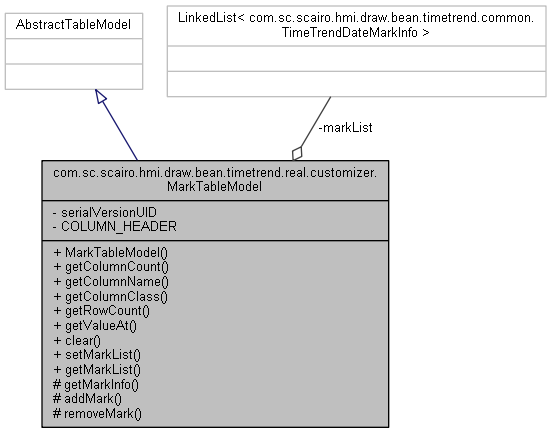 AbstractTableModel
LinkedList< com.sc.scairo.hmi.draw.bean.timetrend.common.
TimeTrendDateMarkInfo >
-markList
com.sc.scairo.hmi.draw.bean.timetrend.real.customizer.
MarkTableModel
- serialVersionUID
- COLUMN_HEADER
+ MarkTableModel()
+ getColumnCount()
+ getColumnName()
+ getColumnClass()
+ getRowCount()
+ getValueAt()
+ clear()
+ setMarkList()
+ getMarkList()
# getMarkInfo()
# addMark()
# removeMark()